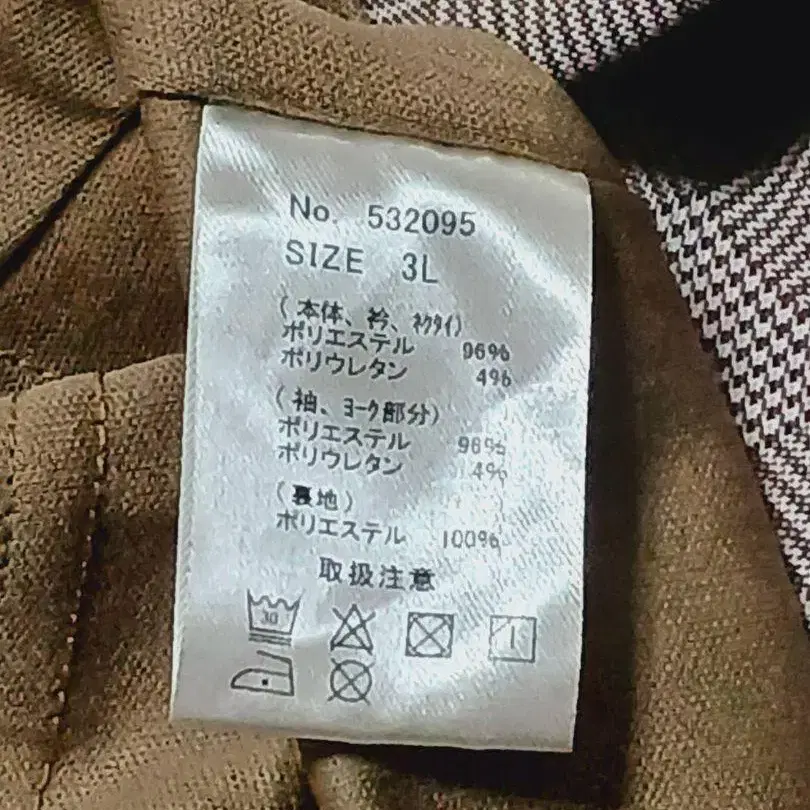 No. 532095
SIZE 3L
(本体、衿、ﾈｸﾀｲ)
ポリエステル 96%
ポリウレタン 4%
(袖、ﾖｰｸ部分)
ポリエステル 96%
ポリウレタン 4%
(裏地)
ポリエステル 100%
取扱注意
30